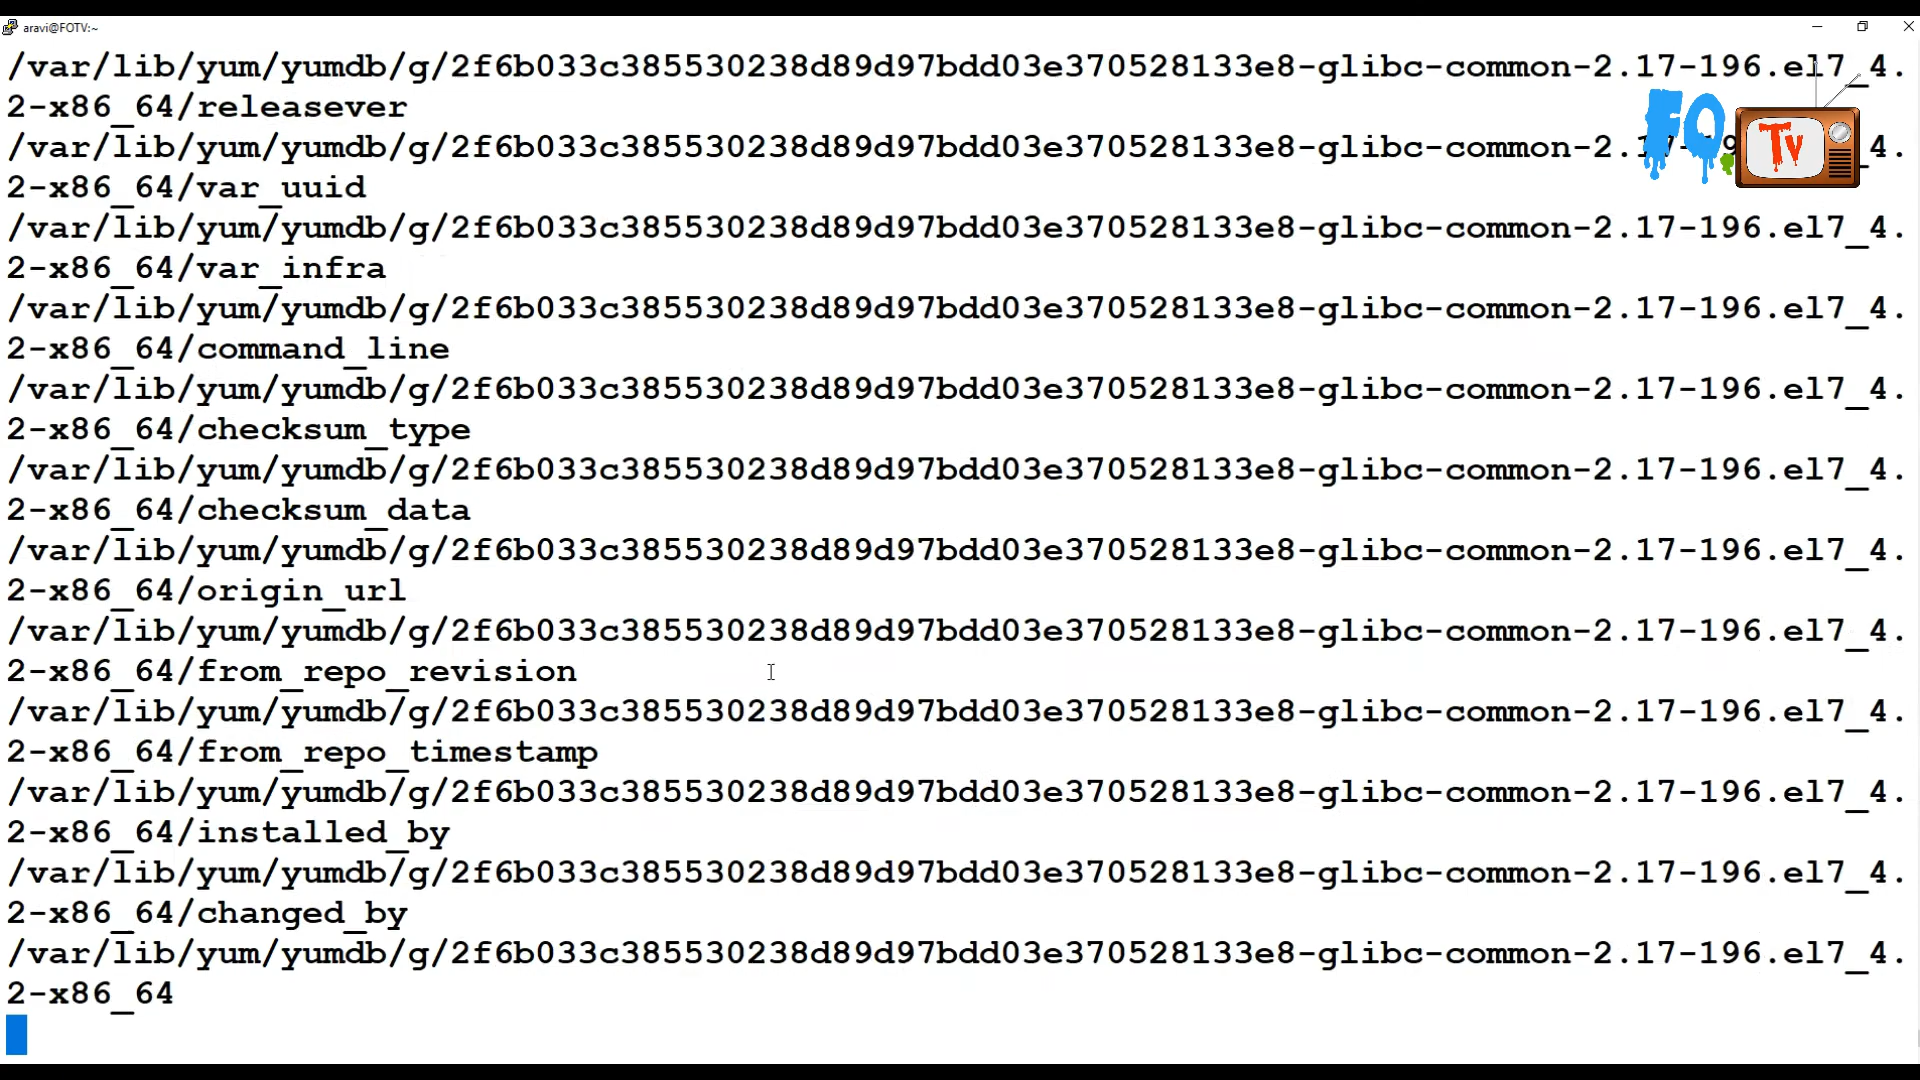 aravi@FOTV:~
/var/lib/yum/yumdb/g/2f6b033c385530238d89d97bdd03e370528133e8-glibc-common-2.17-196.el7_4.
2-x86_64/releasever
/var/lib/yum/yumdb/g/2f6b033c385530238d89d97bdd03e370528133e8-glibc-common-2.17-196.el7_4.
2-x86_64/var_uuid
/var/lib/yum/yumdb/g/2f6b033c385530238d89d97bdd03e370528133e8-glibc-common-2.17-196.el7_4.
2-x86_64/var_infra
/var/lib/yum/yumdb/g/2f6b033c385530238d89d97bdd03e370528133e8-glibc-common-2.17-196.el7_4.
2-x86_64/command_line
/var/lib/yum/yumdb/g/2f6b033c385530238d89d97bdd03e370528133e8-glibc-common-2.17-196.el7_4.
2-x86_64/checksum_type
/var/lib/yum/yumdb/g/2f6b033c385530238d89d97bdd03e370528133e8-glibc-common-2.17-196.el7_4.
2-x86_64/checksum_data
/var/lib/yum/yumdb/g/2f6b033c385530238d89d97bdd03e370528133e8-glibc-common-2.17-196.el7_4.
2-x86_64/origin_url
/var/lib/yum/yumdb/g/2f6b033c385530238d89d97bdd03e370528133e8-glibc-common-2.17-196.el7_4.
2-x86_64/from_repo_revision
/var/lib/yum/yumdb/g/2f6b033c385530238d89d97bdd03e370528133e8-glibc-common-2.17-196.el7_4.
2-x86_64/from_repo_timestamp
/var/lib/yum/yumdb/g/2f6b033c385530238d89d97bdd03e370528133e8-glibc-common-2.17-196.el7_4.
2-x86_64/installed_by
/var/lib/yum/yumdb/g/2f6b033c385530238d89d97bdd03e370528133e8-glibc-common-2.17-196.el7_4.
2-x86_64/changed_by
/var/lib/yum/yumdb/g/2f6b033c385530238d89d97bdd03e370528133e8-glibc-common-2.17-196.el7_4.
2-x86_64
FO Tv